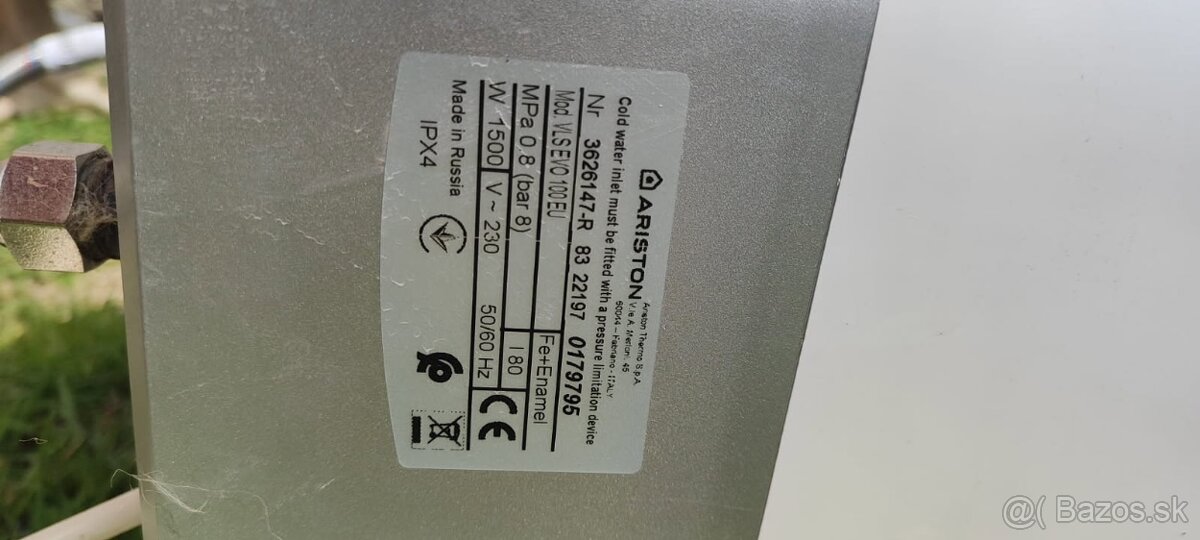 ARISTON
Ariston Thermo S.p.A.
V.le A. Merloni, 45
60044 - Fabriano - ITALY
Cold water inlet must be fitted with a pressure limitation device
Nr 3626147-R 83 22197 0179795
Mod. VLS EVO 100 EU Fe+Enamel
MPa 0,8 (bar 8) l 80
W 1500 V~ 230 50/60 Hz CE
Made in Russia
IPX4
@( Bazos.sk